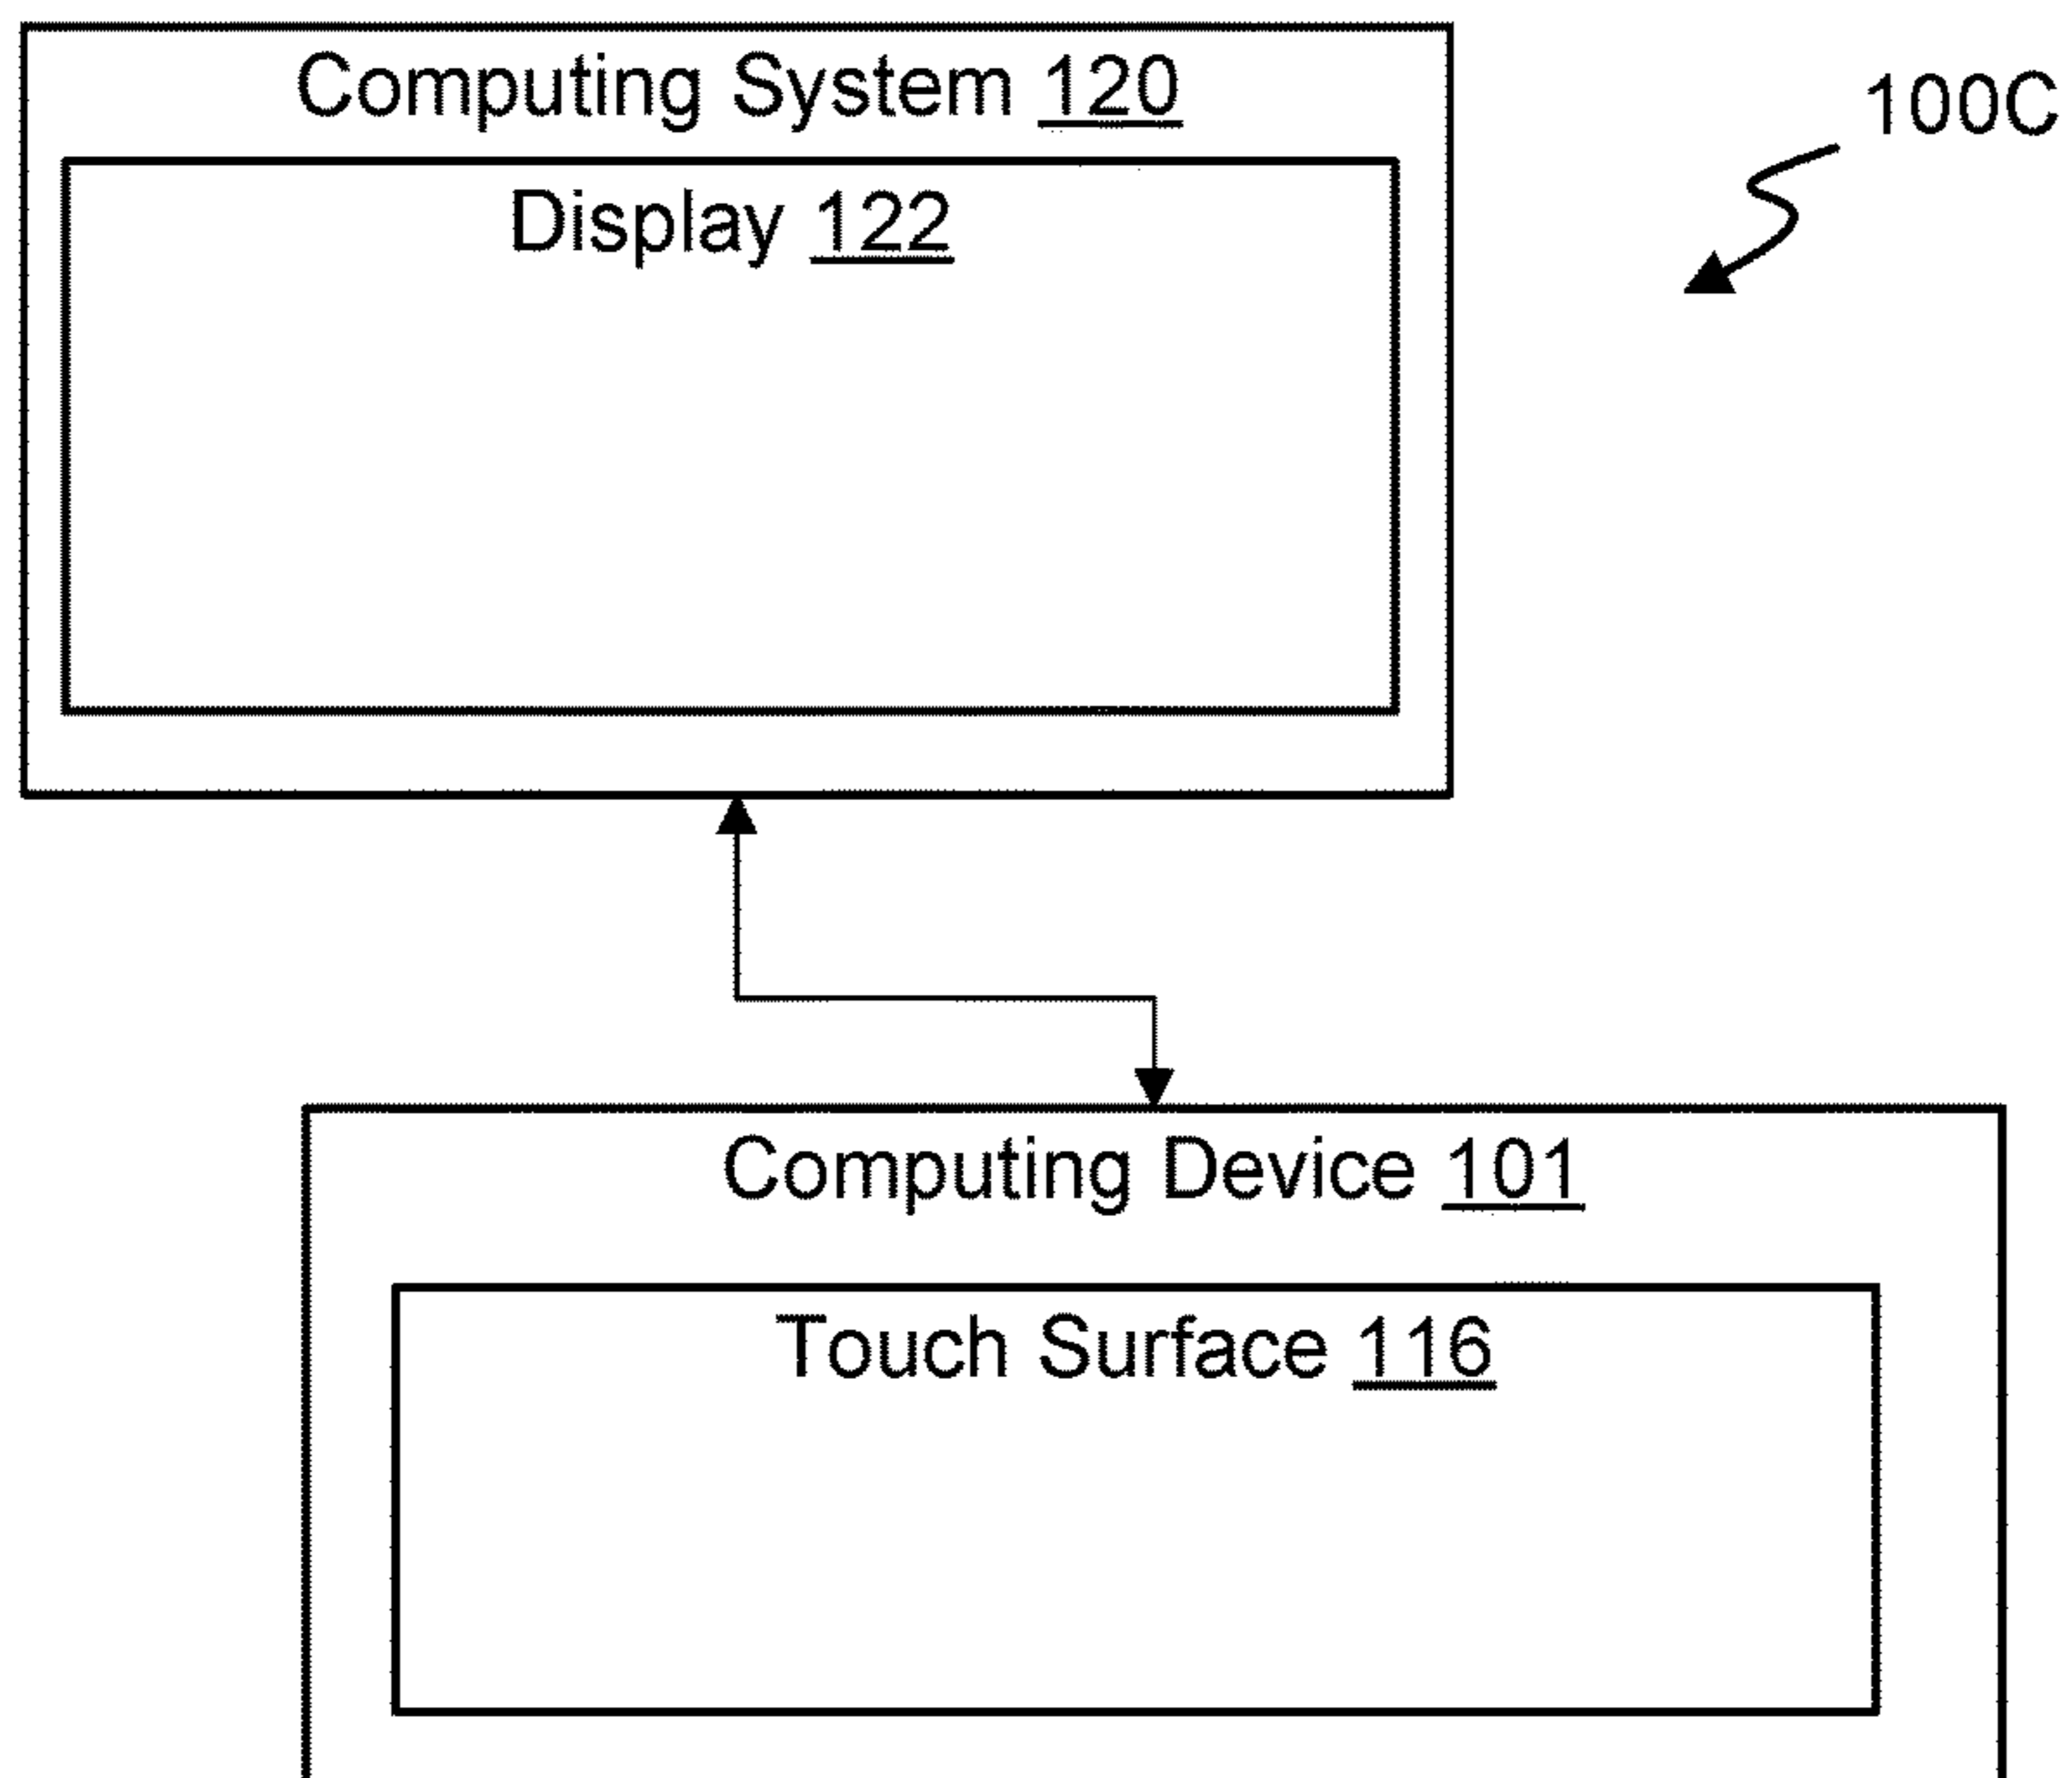 Computing System 120
100C
Display 122
Computing Device 101
Touch Surface 116